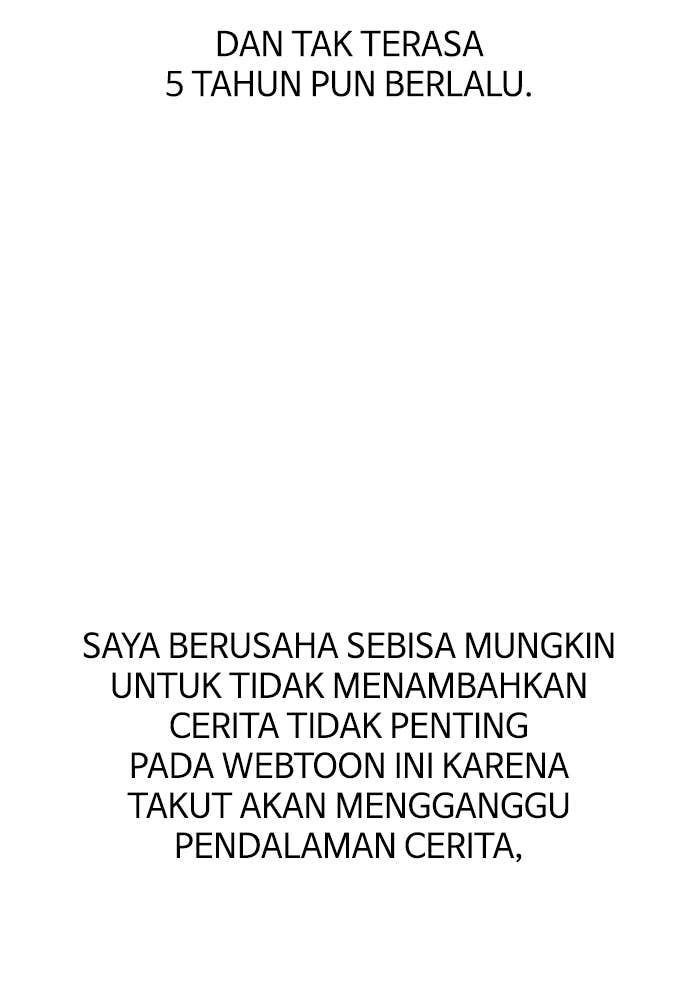 DAN TAK TERASA
5 TAHUN PUN BERLALU.
SAYA BERUSAHA SEBISA MUNGKIN
UNTUK TIDAK MENAMBAHKAN
CERITA TIDAK PENTING
PADA WEBTOON INI KARENA
TAKUT AKAN MENGGANGGU
PENDALAMAN CERITA,